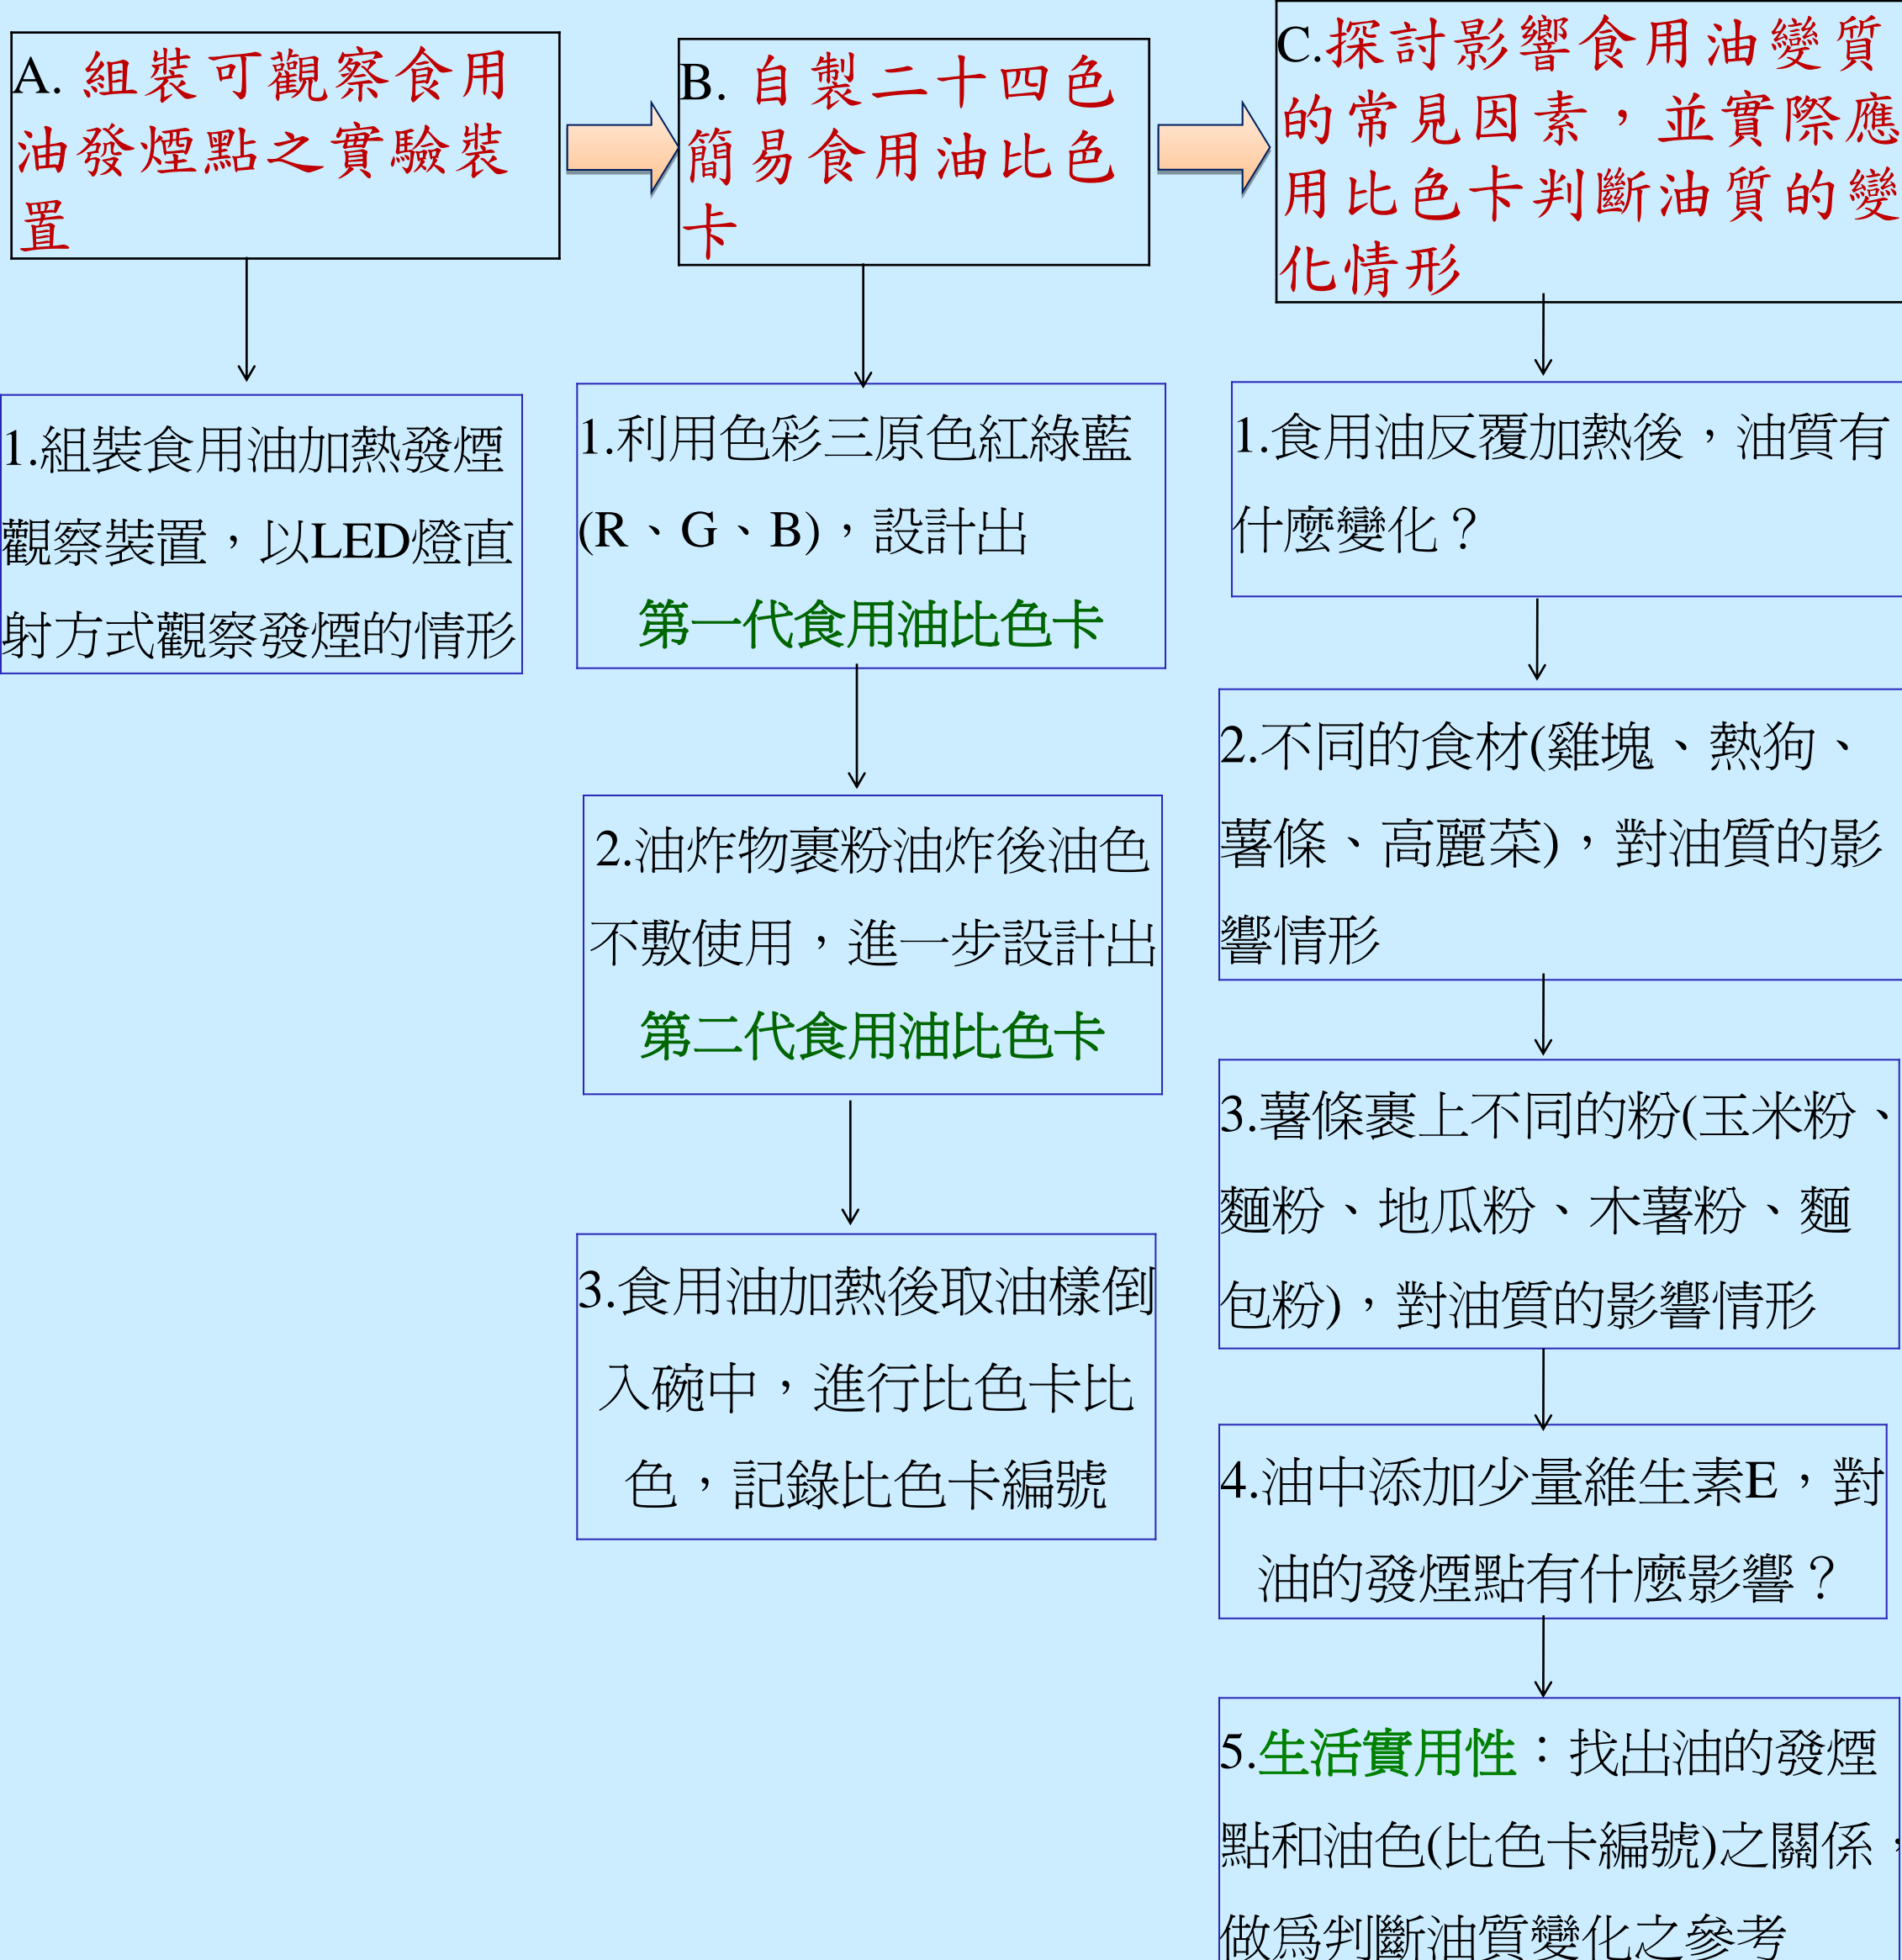 A. 組裝可觀察食用
油發煙點之實驗裝
置
B. 自製二十四色
簡易食用油比色
卡
C.探討影響食用油變質
的常見因素，並實際應
用比色卡判斷油質的變
化情形
1.組裝食用油加熱發煙
觀察裝置，以LED燈直
射方式觀察發煙的情形
1.利用色彩三原色紅綠藍
(R、G、B)，設計出
第一代食用油比色卡
2.油炸物裹粉油炸後油色
不敷使用，進一步設計出
第二代食用油比色卡
3.食用油加熱後取油樣倒
入碗中，進行比色卡比
色，記錄比色卡編號
1.食用油反覆加熱後，油質有
什麼變化？
2.不同的食材(雞塊、熱狗、
薯條、高麗菜)，對油質的影
響情形
3.薯條裹上不同的粉(玉米粉、
麵粉、地瓜粉、木薯粉、麵
包粉)，對油質的影響情形
4.油中添加少量維生素E，對
油的發煙點有什麼影響？
5.生活實用性：找出油的發煙
點和油色(比色卡編號)之關係，
做為判斷油質變化之參考